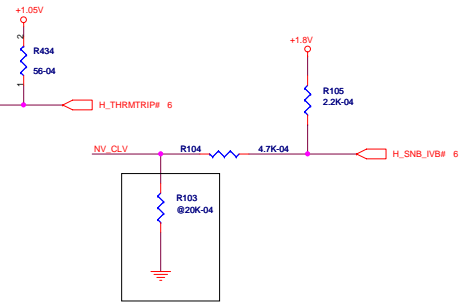 +1.05V
2
R434
56-04
1
H_THRMTRIP# 6
+1.8V
R105
2.2K-04
NV_CLV
R104
4.7K-04
H_SNB_IVB# 6
R103
@20K-04